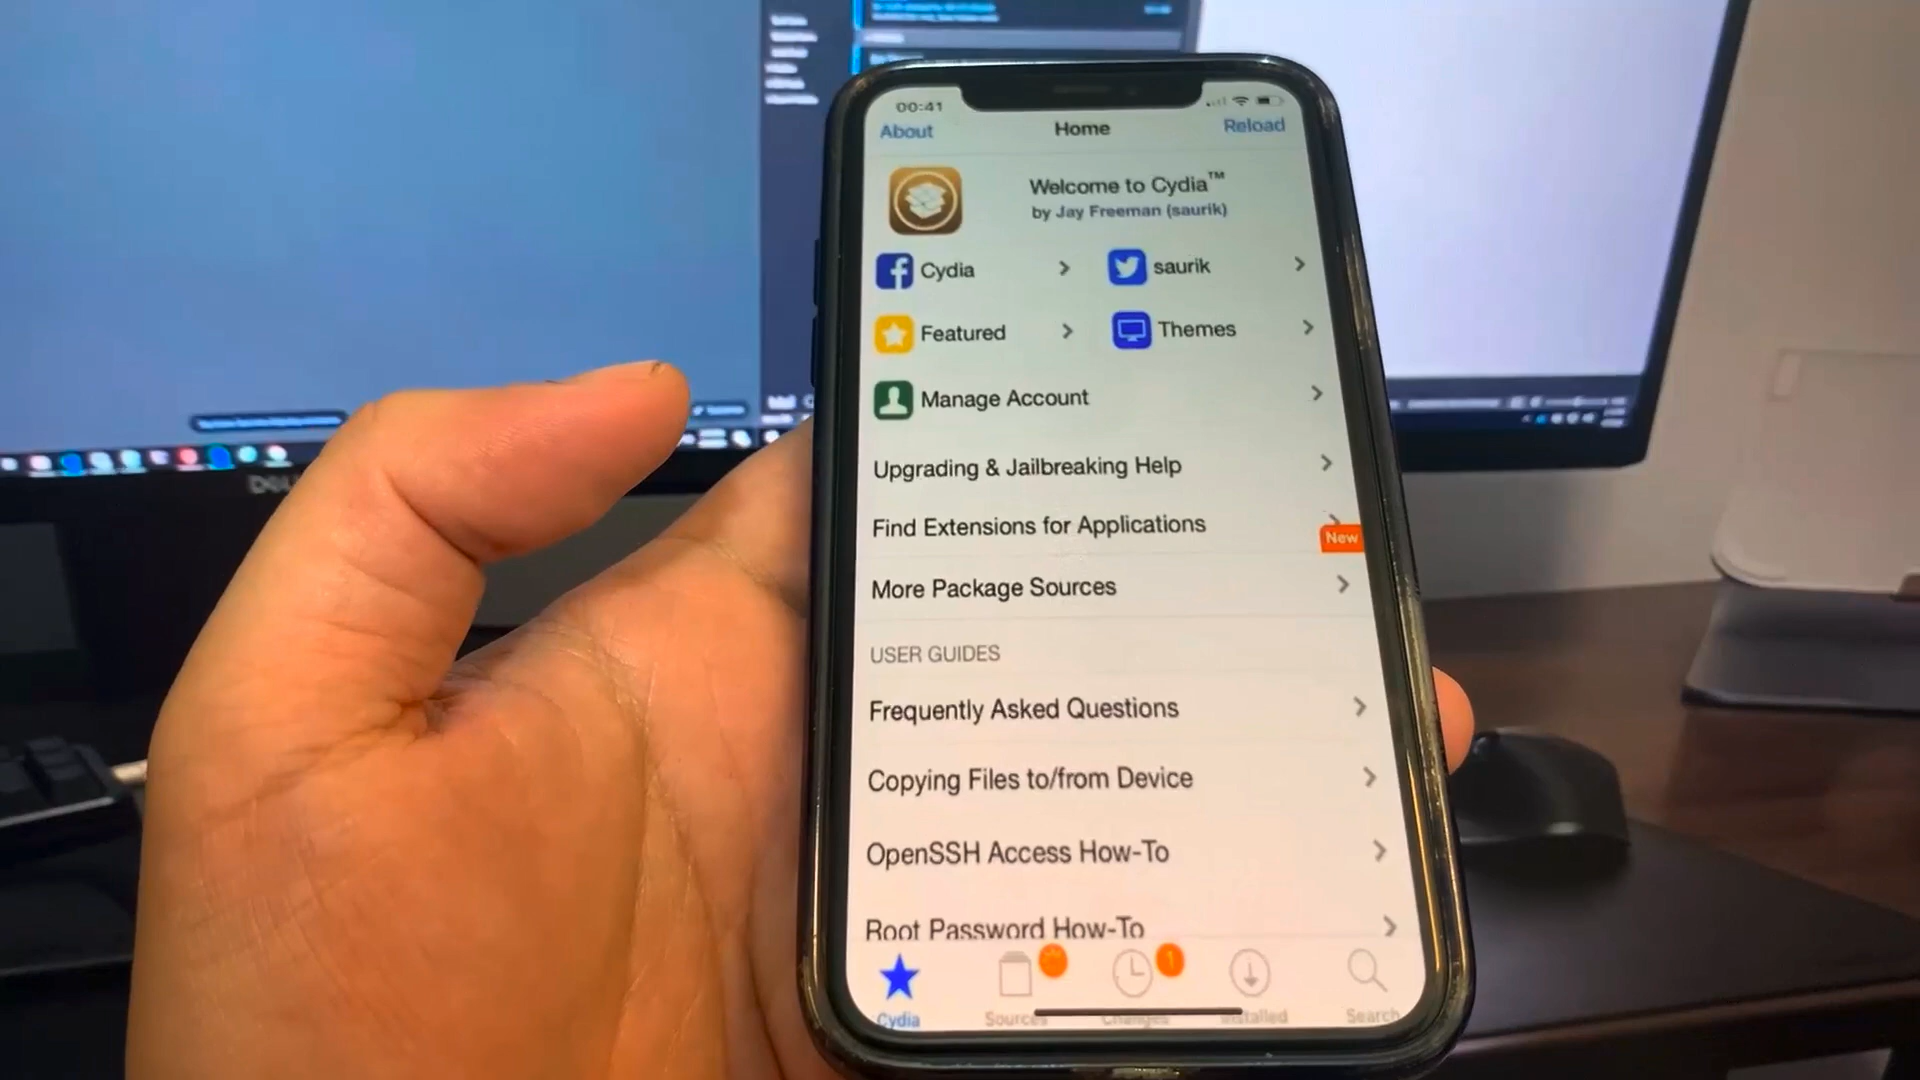 00:41
About
Home
Reload
Welcome to Cydia™
by Jay Freeman (saurik)
Cydia
saurik
Featured
Themes
Manage Account
Upgrading & Jailbreaking Help
Find Extensions for Applications
New
More Package Sources
USER GUIDES
Frequently Asked Questions
Copying Files to/from Device
OpenSSH Access How-To
Root Password How-To
1
Cydia
Sources
Changes
Installed
Search